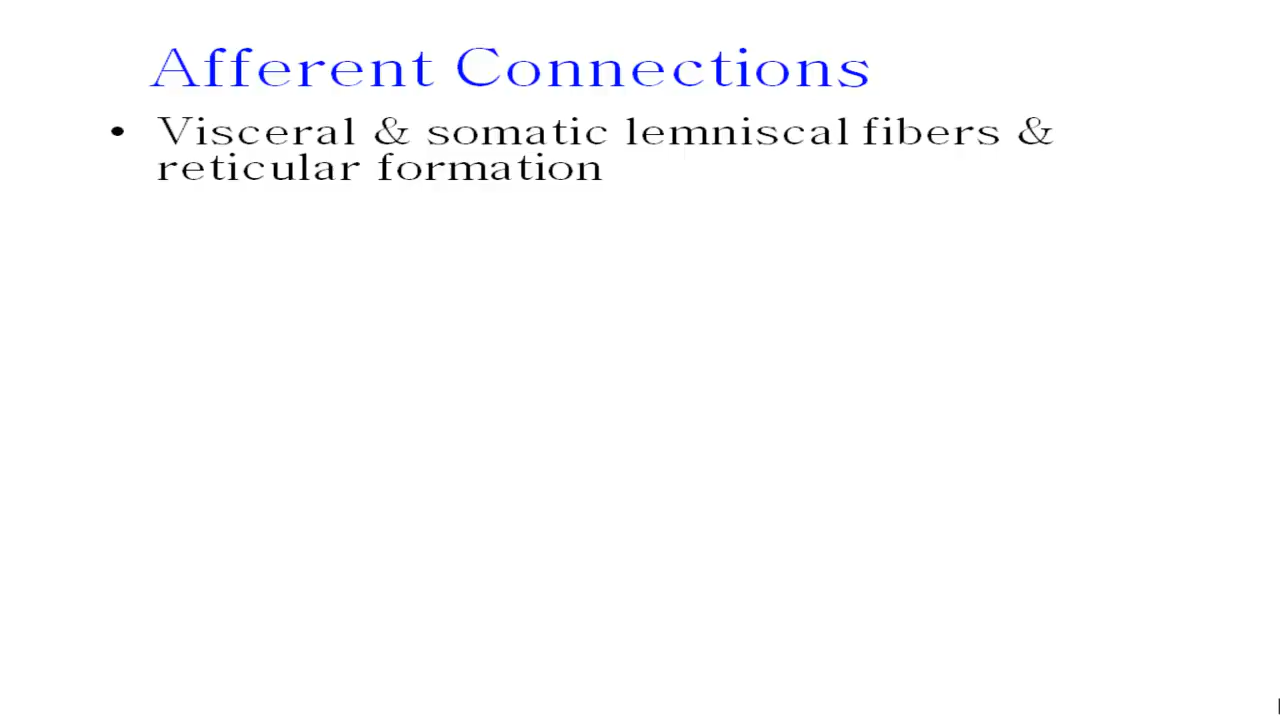 Afferent Connections
• Visceral & somatic lemniscal fibers &
reticular formation